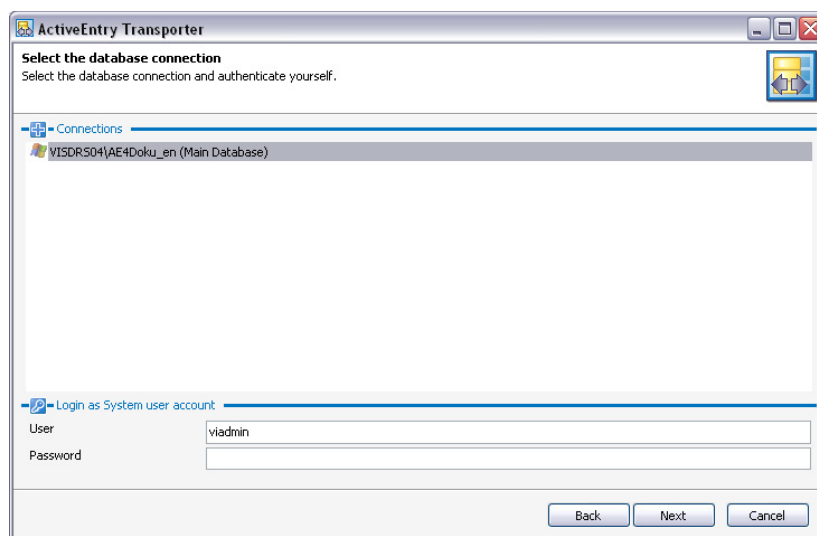 ActiveEntry Transporter
Select the database connection
Select the database connection and authenticate yourself.
Connections
VISDRS04\AE4Doku_en (Main Database)
Login as System user account
User
viadmin
Password
Back
Next
Cancel